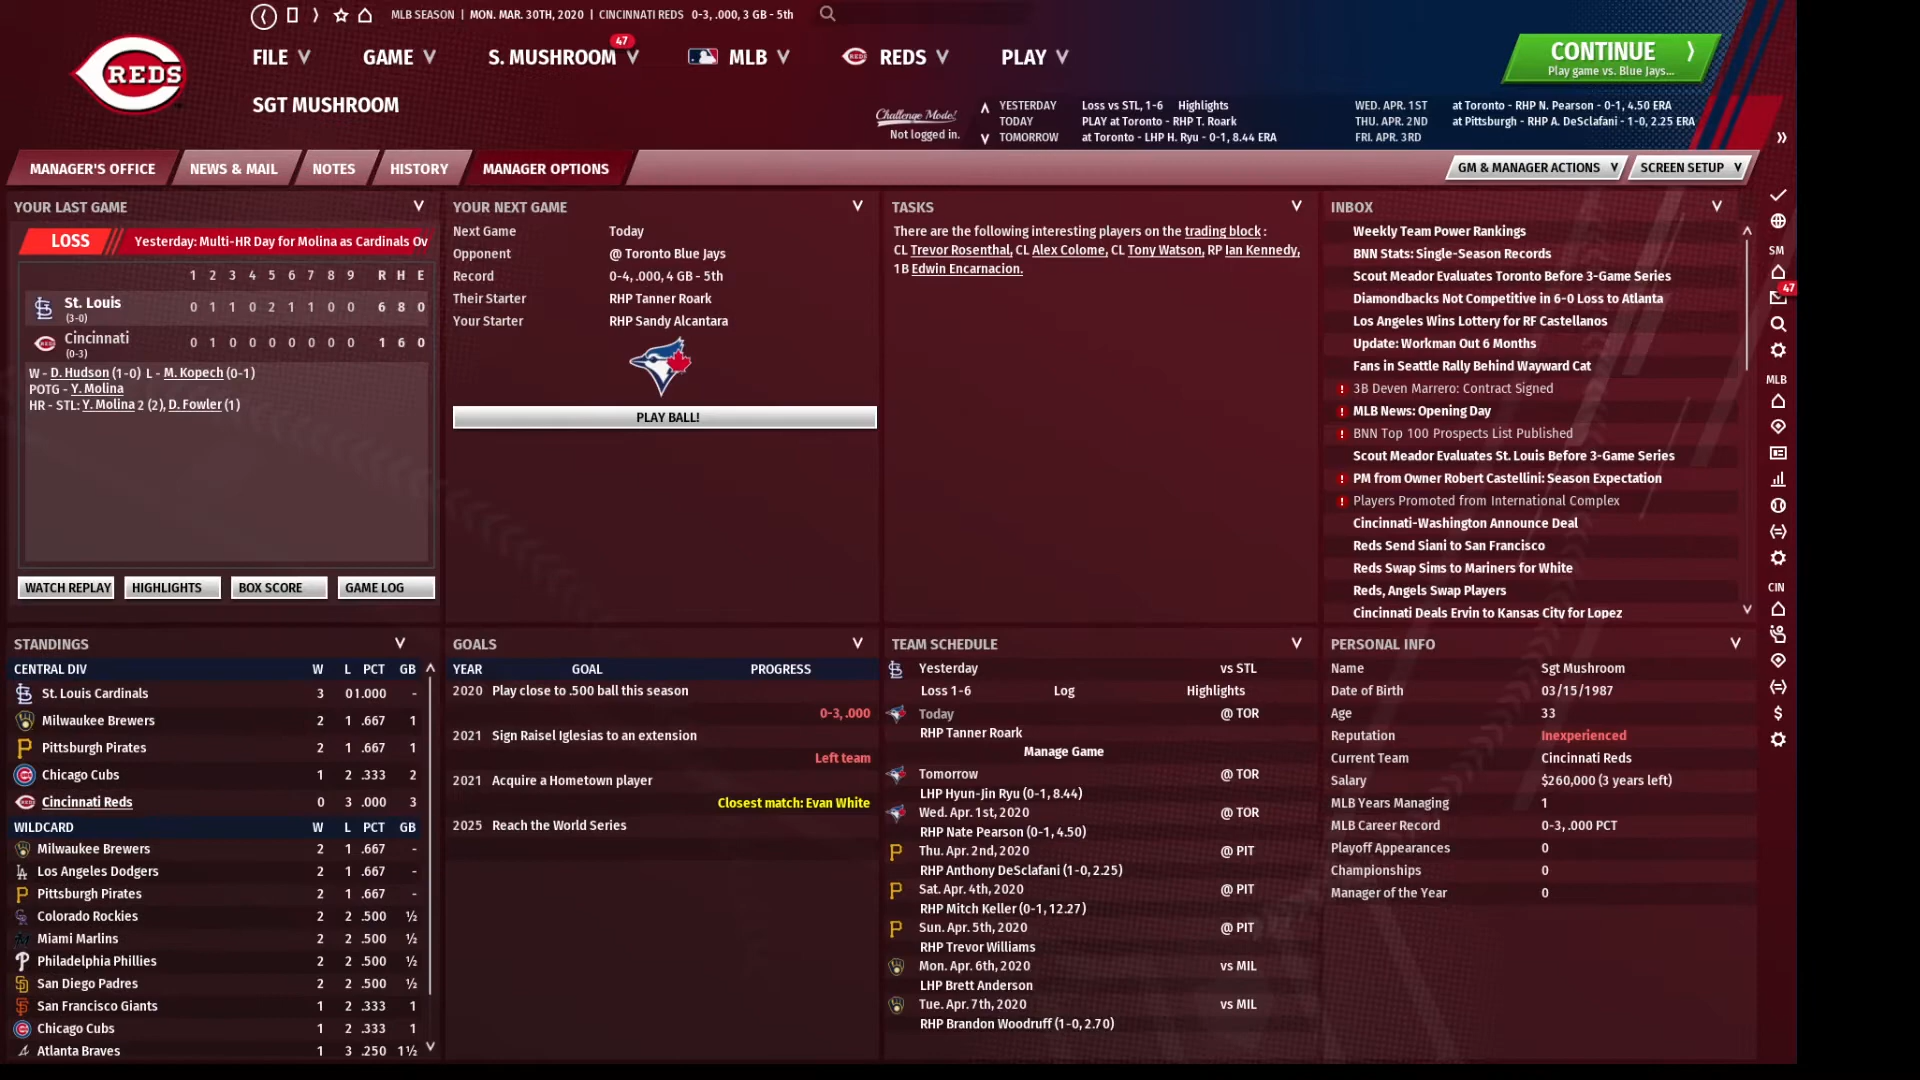 MLB SEASON | MON. MAR. 30TH, 2020 | CINCINNATI REDS 0-3, .000, 3 GB - 5th
REDS
FILE
GAME
S. MUSHROOM
47
MLB
REDS
PLAY
CONTINUE
Play game vs. Blue Jays...
SGT MUSHROOM
Challenge Mode!
Not logged in.
YESTERDAY Loss vs STL, 1-6 Highlights
TODAY PLAY at Toronto - RHP T. Roark
TOMORROW at Toronto - LHP H. Ryu - 0-1, 8.44 ERA
WED. APR. 1ST at Toronto - RHP N. Pearson - 0-1, 4.50 ERA
THU. APR. 2ND at Pittsburgh - RHP A. DeSclafani - 1-0, 2.25 ERA
FRI. APR. 3RD
MANAGER'S OFFICE
NEWS & MAIL
NOTES
HISTORY
MANAGER OPTIONS
GM & MANAGER ACTIONS
SCREEN SETUP
YOUR LAST GAME
LOSS Yesterday: Multi-HR Day for Molina as Cardinals Ov
1 2 3 4 5 6 7 8 9 R H E
St. Louis 0 1 1 0 2 1 1 0 0 6 8 0
(3-0)
Cincinnati 0 1 0 0 0 0 0 0 0 1 6 0
(0-3)
W - D. Hudson (1-0) L - M. Kopech (0-1)
POTG - Y. Molina
HR - STL: Y. Molina 2 (2), D. Fowler (1)
WATCH REPLAY
HIGHLIGHTS
BOX SCORE
GAME LOG
YOUR NEXT GAME
Next Game Today
Opponent @ Toronto Blue Jays
Record 0-4, .000, 4 GB - 5th
Their Starter RHP Tanner Roark
Your Starter RHP Sandy Alcantara
PLAY BALL!
TASKS
There are the following interesting players on the trading block :
CL Trevor Rosenthal, CL Alex Colome, CL Tony Watson, RP Ian Kennedy,
1B Edwin Encarnacion.
INBOX
Weekly Team Power Rankings
BNN Stats: Single-Season Records
Scout Meador Evaluates Toronto Before 3-Game Series
Diamondbacks Not Competitive in 6-0 Loss to Atlanta
Los Angeles Wins Lottery for RF Castellanos
Update: Workman Out 6 Months
Fans in Seattle Rally Behind Wayward Cat
! 3B Deven Marrero: Contract Signed
! MLB News: Opening Day
! BNN Top 100 Prospects List Published
Scout Meador Evaluates St. Louis Before 3-Game Series
! PM from Owner Robert Castellini: Season Expectation
! Players Promoted from International Complex
Cincinnati-Washington Announce Deal
Reds Send Siani to San Francisco
Reds Swap Sims to Mariners for White
Reds, Angels Swap Players
Cincinnati Deals Ervin to Kansas City for Lopez
SM
47
MLB
CIN
$
STANDINGS
CENTRAL DIV W L PCT GB
St. Louis Cardinals 3 0 1.000 -
Milwaukee Brewers 2 1 .667 1
Pittsburgh Pirates 2 1 .667 1
Chicago Cubs 1 2 .333 2
Cincinnati Reds 0 3 .000 3
WILDCARD W L PCT GB
Milwaukee Brewers 2 1 .667 -
Los Angeles Dodgers 2 1 .667 -
Pittsburgh Pirates 2 1 .667 -
Colorado Rockies 2 2 .500 ½
Miami Marlins 2 2 .500 ½
Philadelphia Phillies 2 2 .500 ½
San Diego Padres 2 2 .500 ½
San Francisco Giants 1 2 .333 1
Chicago Cubs 1 2 .333 1
Atlanta Braves 1 3 .250 1½
GOALS
YEAR GOAL PROGRESS
2020 Play close to .500 ball this season
0-3, .000
2021 Sign Raisel Iglesias to an extension
Left team
2021 Acquire a Hometown player
Closest match: Evan White
2025 Reach the World Series
TEAM SCHEDULE
Yesterday vs STL
Loss 1-6 Log Highlights
Today @ TOR
RHP Tanner Roark
Manage Game
Tomorrow @ TOR
LHP Hyun-Jin Ryu (0-1, 8.44)
Wed. Apr. 1st, 2020 @ TOR
RHP Nate Pearson (0-1, 4.50)
Thu. Apr. 2nd, 2020 @ PIT
RHP Anthony DeSclafani (1-0, 2.25)
Sat. Apr. 4th, 2020 @ PIT
RHP Mitch Keller (0-1, 12.27)
Sun. Apr. 5th, 2020 @ PIT
RHP Trevor Williams
Mon. Apr. 6th, 2020 vs MIL
LHP Brett Anderson
Tue. Apr. 7th, 2020 vs MIL
RHP Brandon Woodruff (1-0, 2.70)
PERSONAL INFO
Name Sgt Mushroom
Date of Birth 03/15/1987
Age 33
Reputation Inexperienced
Current Team Cincinnati Reds
Salary $260,000 (3 years left)
MLB Years Managing 1
MLB Career Record 0-3, .000 PCT
Playoff Appearances 0
Championships 0
Manager of the Year 0